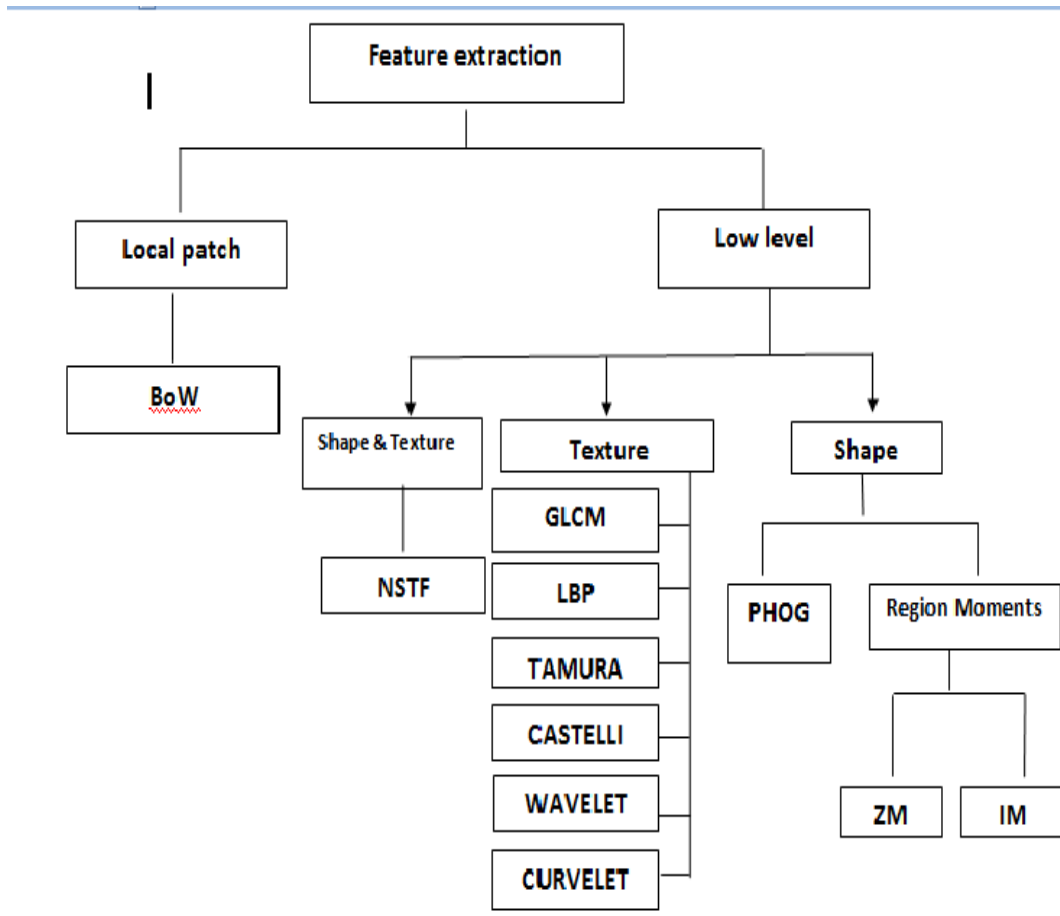 Feature extraction
Local patch
Low level
BoW
Shape & Texture
Texture
Shape
GLCM
NSTF
LBP
PHOG
Region Moments
TAMURA
CASTELLI
WAVELET
ZM
IM
CURVELET